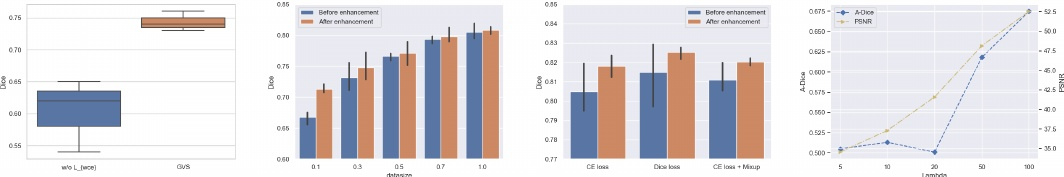 0.75
0.65
0.55
Dice
w/o L_{wce}
GVS
0.85
0.80
0.75
0.70
0.65
0.60
Dice
Before enhancement
After enhancement
0.1 0.3 0.5 0.7 1.0
datasize
0.85
0.84
0.83
0.82
0.81
0.80
0.79
0.78
0.77
Dice
Before enhancement
After enhancement
CE loss Dice loss CE loss + Mixup
0.675
0.650
0.625
0.600
0.575
0.550
0.525
0.500
A-Dice
A-Dice
PSNR
52.5
50.0
47.5
45.0
42.5
40.0
37.5
35.0
PSNR
5 10 20 50 100
Lambda